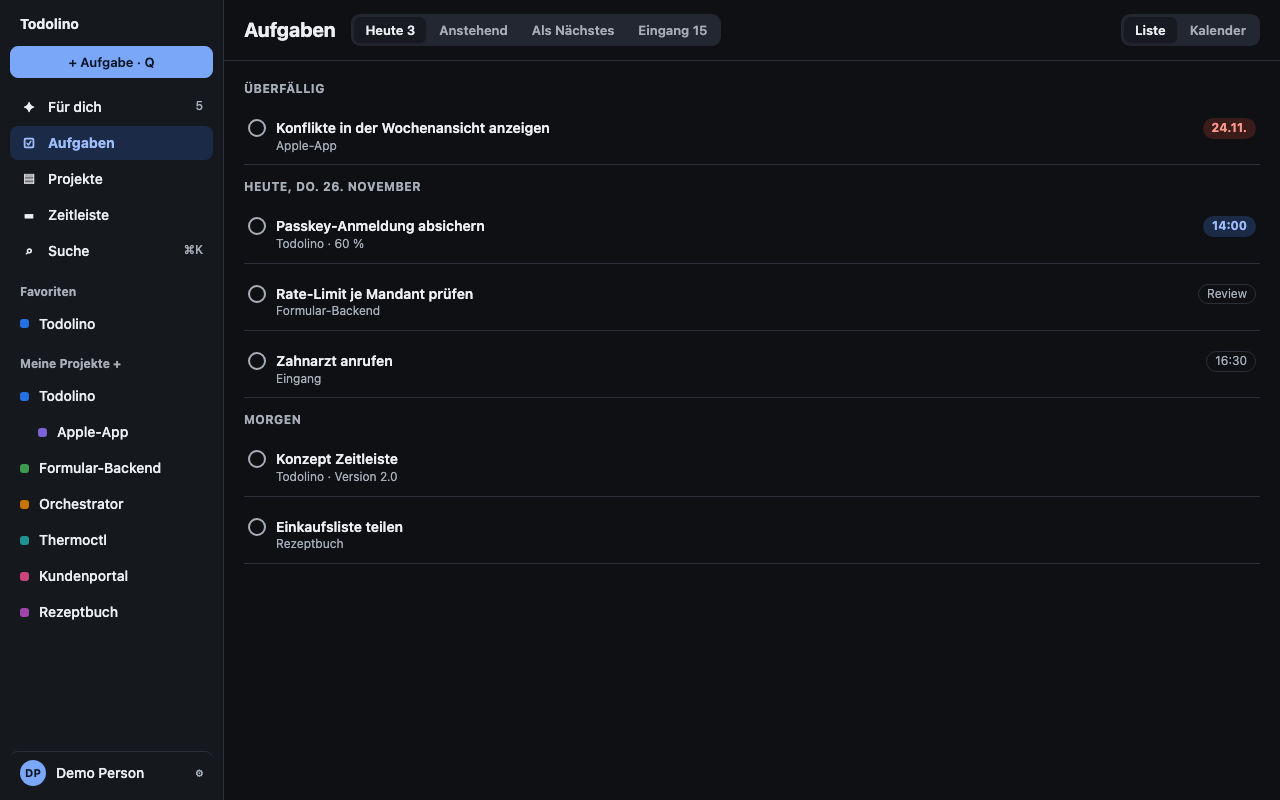 Todolino
+ Aufgabe · Q
Für dich 5
Aufgaben
Projekte
Zeitleiste
Suche ⌘K
Favoriten
Todolino
Meine Projekte +
Todolino
Apple-App
Formular-Backend
Orchestrator
Thermoctl
Kundenportal
Rezeptbuch
DP Demo Person
Aufgaben Heute 3 Anstehend Als Nächstes Eingang 15 Liste Kalender
ÜBERFÄLLIG
Konflikte in der Wochenansicht anzeigen 24.11.
Apple-App
HEUTE, DO. 26. NOVEMBER
Passkey-Anmeldung absichern 14:00
Todolino · 60 %
Rate-Limit je Mandant prüfen Review
Formular-Backend
Zahnarzt anrufen 16:30
Eingang
MORGEN
Konzept Zeitleiste
Todolino · Version 2.0
Einkaufsliste teilen
Rezeptbuch